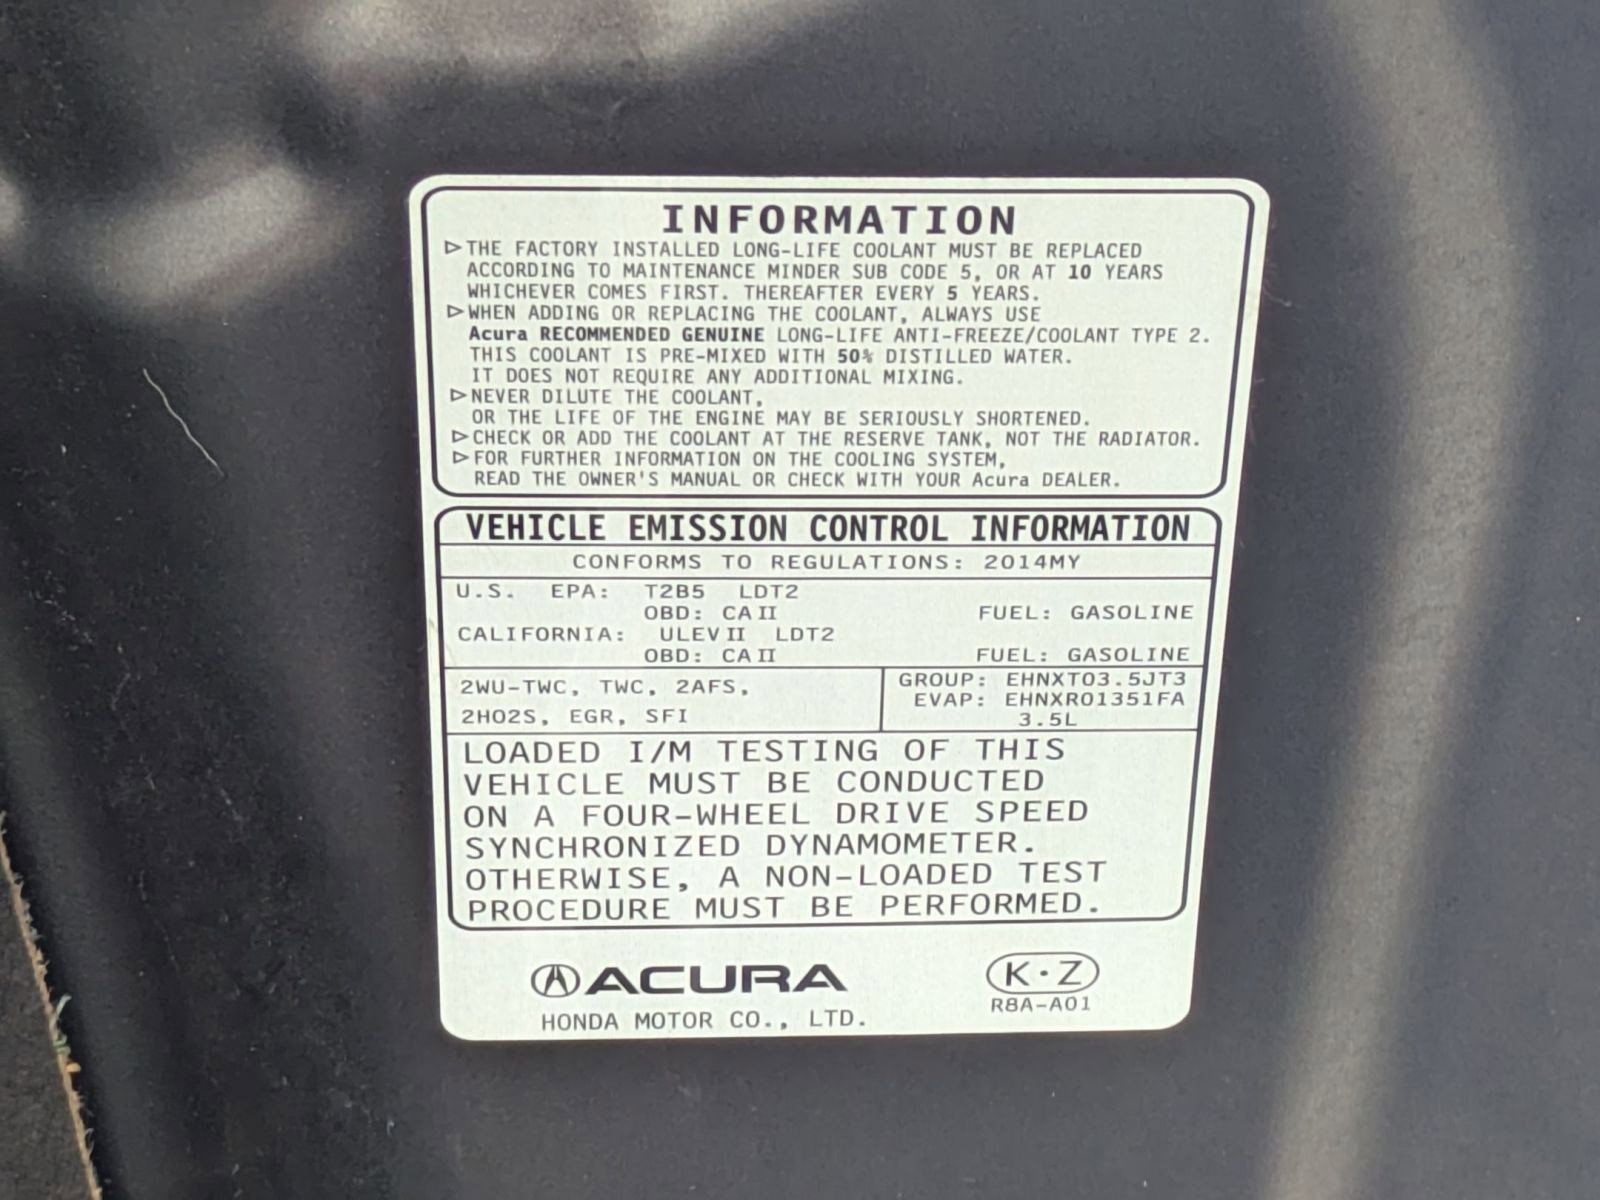 INFORMATION
▷THE FACTORY INSTALLED LONG-LIFE COOLANT MUST BE REPLACED
ACCORDING TO MAINTENANCE MINDER SUB CODE 5, OR AT 10 YEARS
WHICHEVER COMES FIRST. THEREAFTER EVERY 5 YEARS.
▷WHEN ADDING OR REPLACING THE COOLANT, ALWAYS USE
Acura RECOMMENDED GENUINE LONG-LIFE ANTI-FREEZE/COOLANT TYPE 2.
THIS COOLANT IS PRE-MIXED WITH 50% DISTILLED WATER.
IT DOES NOT REQUIRE ANY ADDITIONAL MIXING.
▷NEVER DILUTE THE COOLANT,
OR THE LIFE OF THE ENGINE MAY BE SERIOUSLY SHORTENED.
▷CHECK OR ADD THE COOLANT AT THE RESERVE TANK, NOT THE RADIATOR.
▷FOR FURTHER INFORMATION ON THE COOLING SYSTEM,
READ THE OWNER'S MANUAL OR CHECK WITH YOUR Acura DEALER.
VEHICLE EMISSION CONTROL INFORMATION
CONFORMS TO REGULATIONS: 2014MY
U.S. EPA: T2B5 LDT2
OBD: CAII FUEL: GASOLINE
CALIFORNIA: ULEVII LDT2
OBD: CAII FUEL: GASOLINE
2WU-TWC, TWC, 2AFS,
2HO2S, EGR, SFI
GROUP: EHNXT03.5JT3
EVAP: EHNXR01351FA
3.5L
LOADED I/M TESTING OF THIS
VEHICLE MUST BE CONDUCTED
ON A FOUR-WHEEL DRIVE SPEED
SYNCHRONIZED DYNAMOMETER.
OTHERWISE, A NON-LOADED TEST
PROCEDURE MUST BE PERFORMED.
ACURA
HONDA MOTOR CO., LTD.
K·Z
R8A-A01